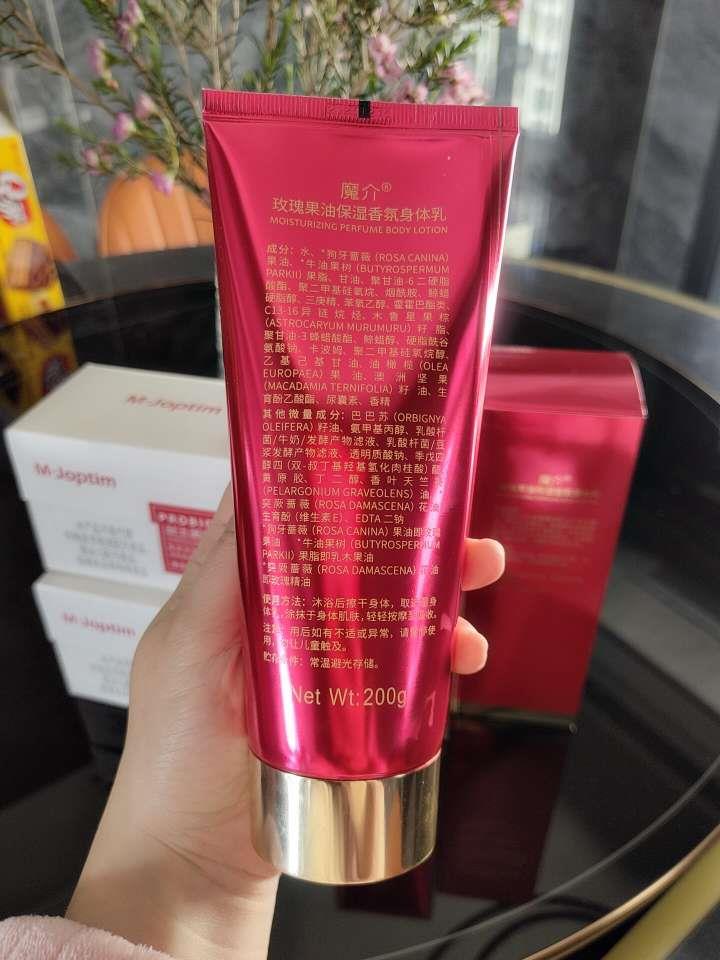 魔介®
玫瑰果油保湿香氛身体乳
MOISTURIZING PERFUME BODY LOTION
成分：水、*狗牙蔷薇 (ROSA CANINA)
果油、*牛油果树 (BUTYROSPERMUM
PARKII) 果脂、甘油、聚甘油-6 二硬脂
酸酯、聚二甲基硅氧烷、烟酰胺、鲸蜡
硬脂醇、三庚精、苯氧乙醇、霍霍巴酯类、
C13-16 异链烷烃、木鲁星果棕
(ASTROCARYUM MURUMURU) 籽脂、
聚甘油-3 蜂蜡酸酯、鲸蜡醇、硬脂酰谷
氨酸钠、卡波姆、聚二甲基硅氧烷醇、
乙基己基甘油、油橄榄 (OLEA
EUROPAEA) 果油、澳洲坚果
(MACADAMIA TERNIFOLIA) 籽油、生
育酚乙酸酯、尿囊素、香精
其他微量成分：巴巴苏 (ORBIGNYA
OLEIFERA) 籽油、氨甲基丙醇、乳酸杆
菌/牛奶/发酵产物滤液、乳酸杆菌/豆
浆发酵产物滤液、透明质酸钠、季戊四
醇四 (双-叔丁基羟基氢化肉桂酸) 酯、
黄原胶、丁二醇、香叶天竺
(PELARGONIUM GRAVEOLENS) 油、*
突厥蔷薇 (ROSA DAMASCENA) 花
生育酚 (维生素E)、EDTA 二钠
*狗牙蔷薇 (ROSA CANINA) 果油即玫瑰
果油 *牛油果树 (BUTYROSPERMUM
PARKII) 果脂即乳木果油
*突厥蔷薇 (ROSA DAMASCENA) 花油
即玫瑰精油
使用方法：沐浴后擦干身体，取适量身
体乳，涂抹于身体肌肤，轻轻按摩至吸收。
注意：用后如有不适或异常，请停止使
用，勿让儿童触及。
贮存条件：常温避光存储。
Net Wt: 200g
M·Joptim
M·Joptim
PROBI
M·Joptim
魔介